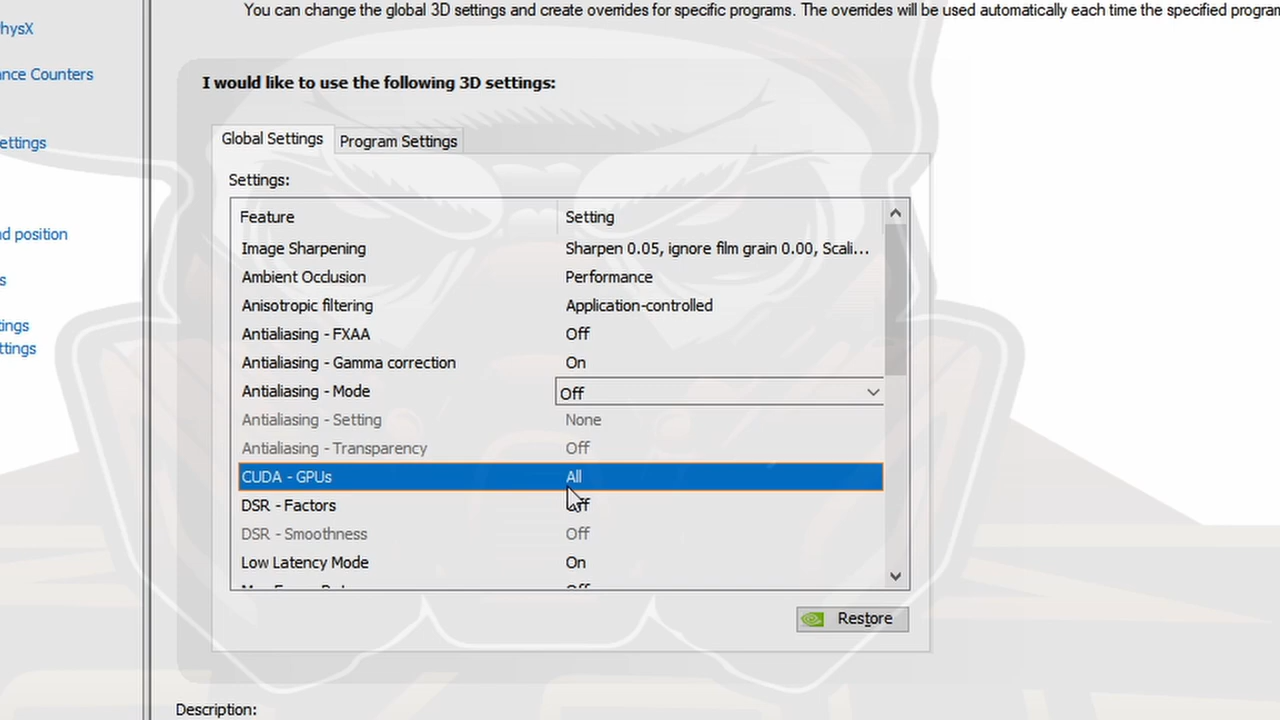 You can change the global 3D settings and create overrides for specific programs. The overrides will be used automatically each time the specified
hysX
I would like to use the following 3D settings:
nce Counters
Global Settings
Program Settings
ettings
Settings:
Feature Setting
d position
Image Sharpening Sharpen 0.05, ignore film grain 0.00, Scali...
Ambient Occlusion Performance
s
Anisotropic filtering Application-controlled
tings
Antialiasing - FXAA Off
ttings
Antialiasing - Gamma correction On
Antialiasing - Mode Off
Antialiasing - Setting None
Antialiasing - Transparency Off
CUDA - GPUs All
DSR - Factors Off
DSR - Smoothness Off
Low Latency Mode On
Restore
Description: